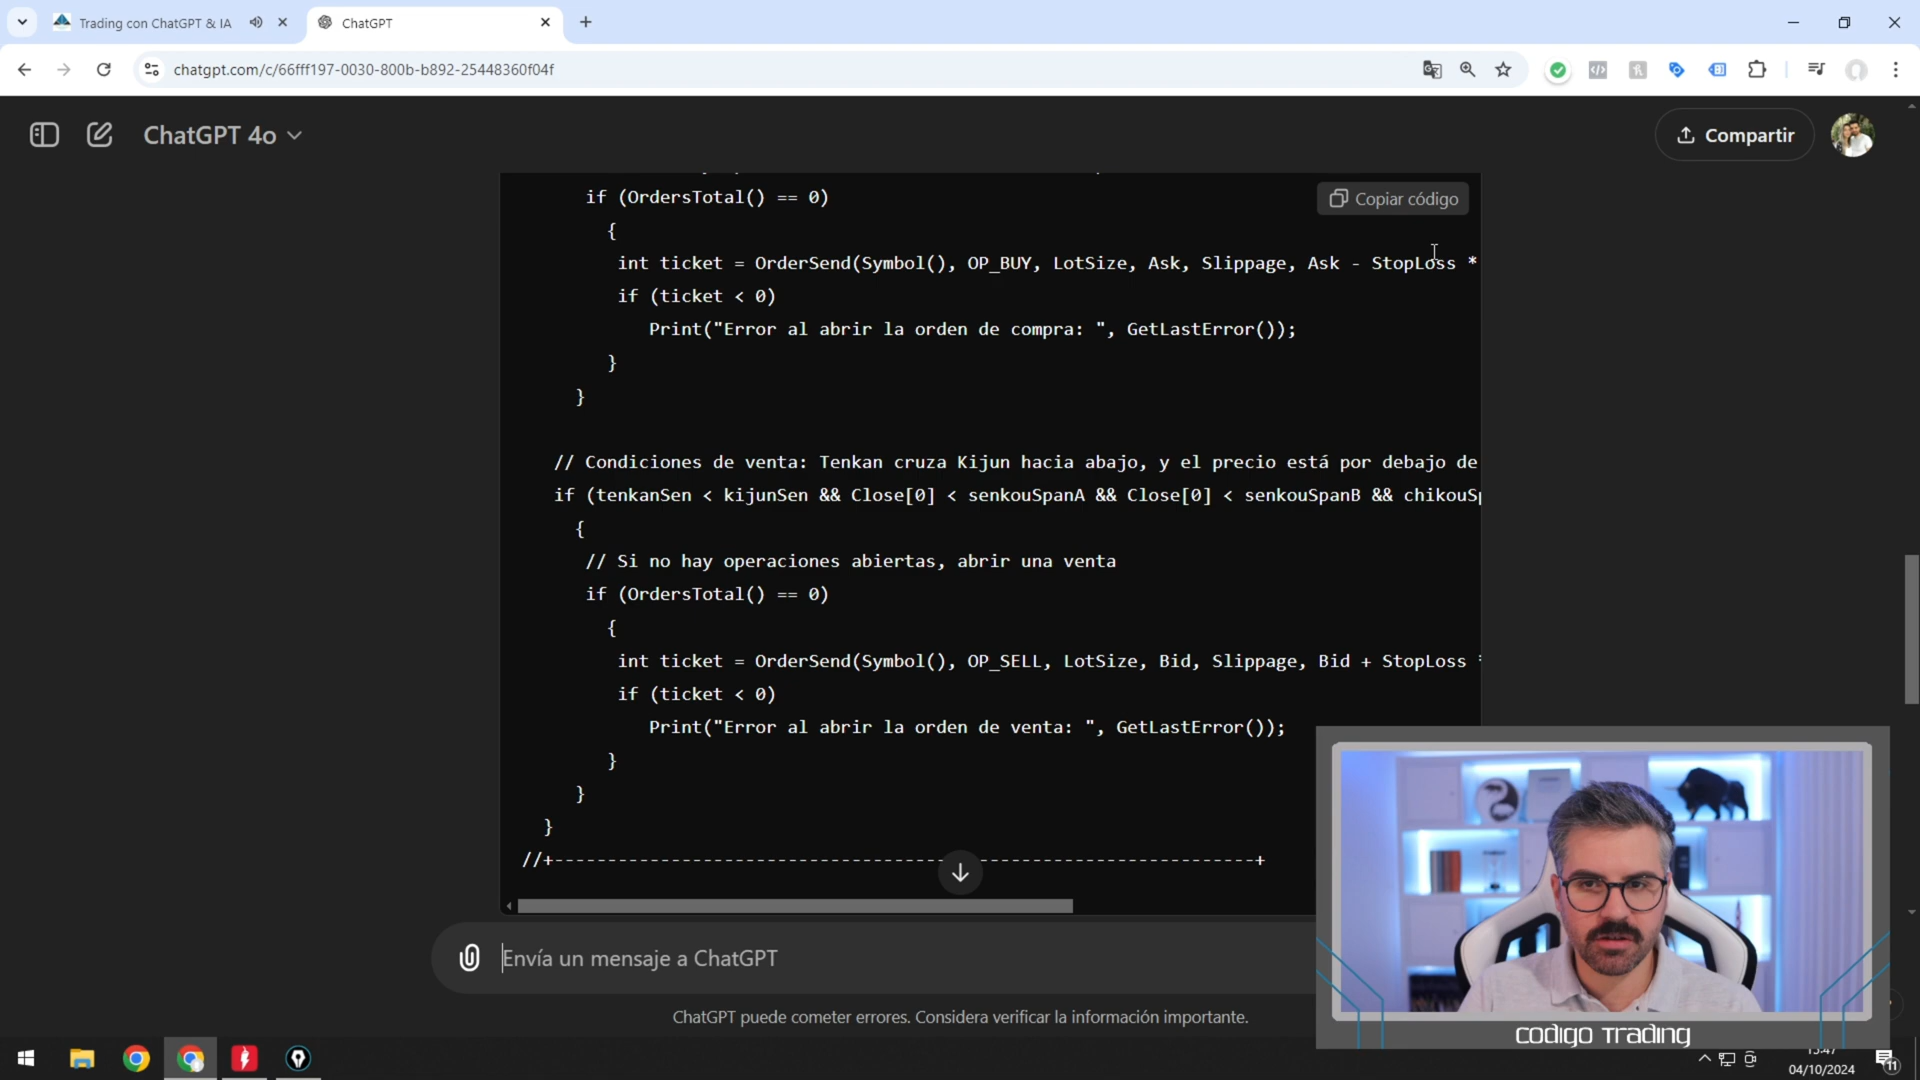 Trading con ChatGPT & IA
ChatGPT
chatgpt.com/c/66fff197-0030-800b-b892-25448360f04f
ChatGPT 4o
Compartir
if (OrdersTotal() == 0)
Copiar código
{
int ticket = OrderSend(Symbol(), OP_BUY, LotSize, Ask, Slippage, Ask - StopLoss *
if (ticket < 0)
Print("Error al abrir la orden de compra: ", GetLastError());
}
}
// Condiciones de venta: Tenkan cruza Kijun hacia abajo, y el precio está por debajo de
if (tenkanSen < kijunSen && Close[0] < senkouSpanA && Close[0] < senkouSpanB && chikouSp
{
// Si no hay operaciones abiertas, abrir una venta
if (OrdersTotal() == 0)
{
int ticket = OrderSend(Symbol(), OP_SELL, LotSize, Bid, Slippage, Bid + StopLoss
if (ticket < 0)
Print("Error al abrir la orden de venta: ", GetLastError());
}
}
}
//+------------------------------------------------------------------+
Envía un mensaje a ChatGPT
ChatGPT puede cometer errores. Considera verificar la información importante.
CODIGO TRADING
04/10/2024
11